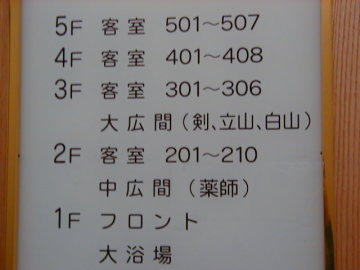 5F 客室 501～507
4F 客室 401～408
3F 客室 301～306
大広間(剣、立山、白山)
2F 客室 201～210
中広間 (薬師)
1F フロント
大浴場